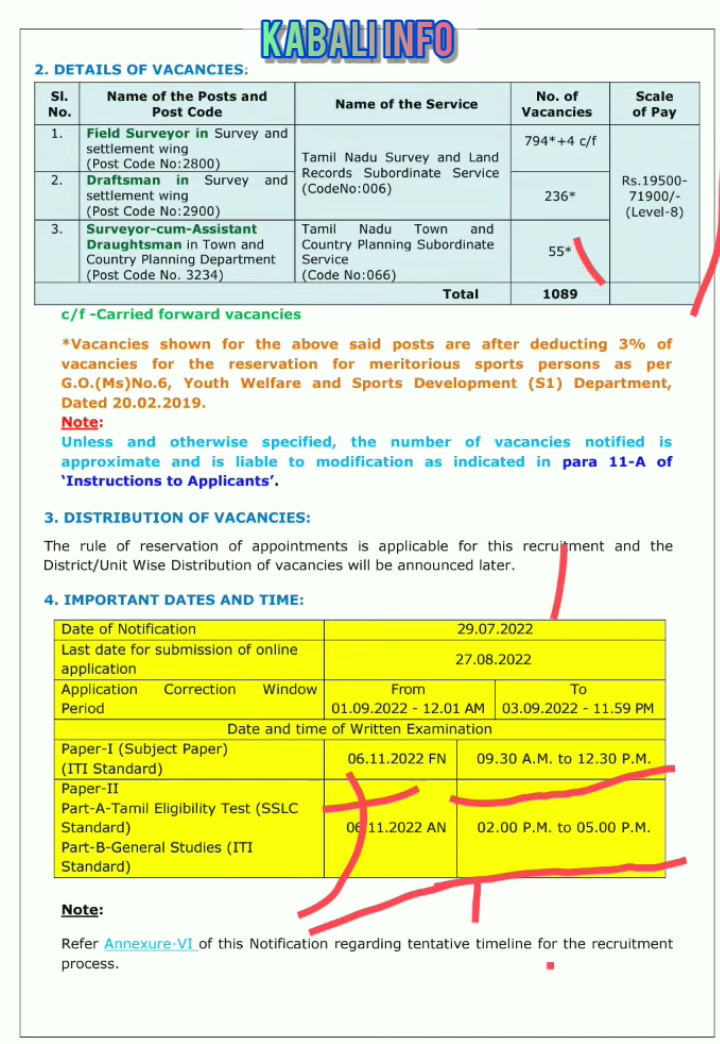 KABALI INFO
2. DETAILS OF VACANCIES:
Sl. No. Name of the Posts and Post Code Name of the Service No. of Vacancies Scale of Pay
1. Field Surveyor in Survey and settlement wing (Post Code No:2800) Tamil Nadu Survey and Land Records Subordinate Service (CodeNo:006) 794*+4 c/f Rs.19500-71900/- (Level-8)
2. Draftsman in Survey and settlement wing (Post Code No:2900) 236*
3. Surveyor-cum-Assistant Draughtsman in Town and Country Planning Department (Post Code No. 3234) Tamil Nadu Town and Country Planning Subordinate Service (Code No:066) 55*
Total 1089
c/f -Carried forward vacancies
*Vacancies shown for the above said posts are after deducting 3% of
vacancies for the reservation for meritorious sports persons as per
G.O.(Ms)No.6, Youth Welfare and Sports Development (S1) Department,
Dated 20.02.2019.
Note:
Unless and otherwise specified, the number of vacancies notified is
approximate and is liable to modification as indicated in para 11-A of
‘Instructions to Applicants’.
3. DISTRIBUTION OF VACANCIES:
The rule of reservation of appointments is applicable for this recruitment and the
District/Unit Wise Distribution of vacancies will be announced later.
4. IMPORTANT DATES AND TIME:
Date of Notification 29.07.2022
Last date for submission of online application 27.08.2022
Application Correction Window Period From 01.09.2022 - 12.01 AM To 03.09.2022 - 11.59 PM
Date and time of Written Examination
Paper-I (Subject Paper) (ITI Standard) 06.11.2022 FN 09.30 A.M. to 12.30 P.M.
Paper-II
Part-A-Tamil Eligibility Test (SSLC Standard)
Part-B-General Studies (ITI Standard) 06.11.2022 AN 02.00 P.M. to 05.00 P.M.
Note:
Refer Annexure-VI of this Notification regarding tentative timeline for the recruitment
process.